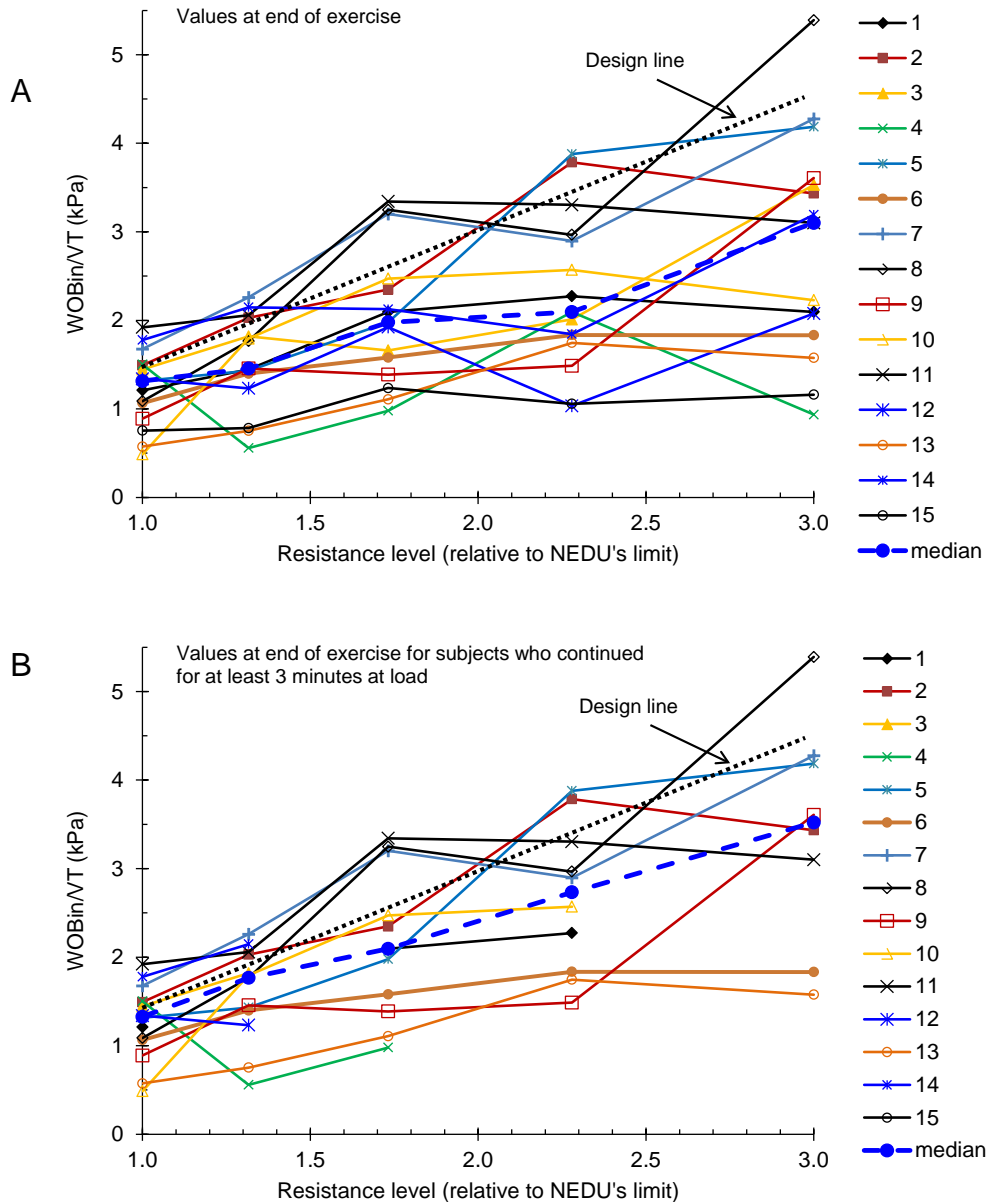 Values at end of exercise
A
Design line
WOBin/VT (kPa)
5
4
3
2
1
0
1.0 1.5 2.0 2.5 3.0
Resistance level (relative to NEDU's limit)
1
2
3
4
5
6
7
8
9
10
11
12
13
14
15
median
B
Values at end of exercise for subjects who continued
for at least 3 minutes at load
Design line
WOBin/VT (kPa)
5
4
3
2
1
0
1.0 1.5 2.0 2.5 3.0
Resistance level (relative to NEDU's limit)
1
2
3
4
5
6
7
8
9
10
11
12
13
14
15
median